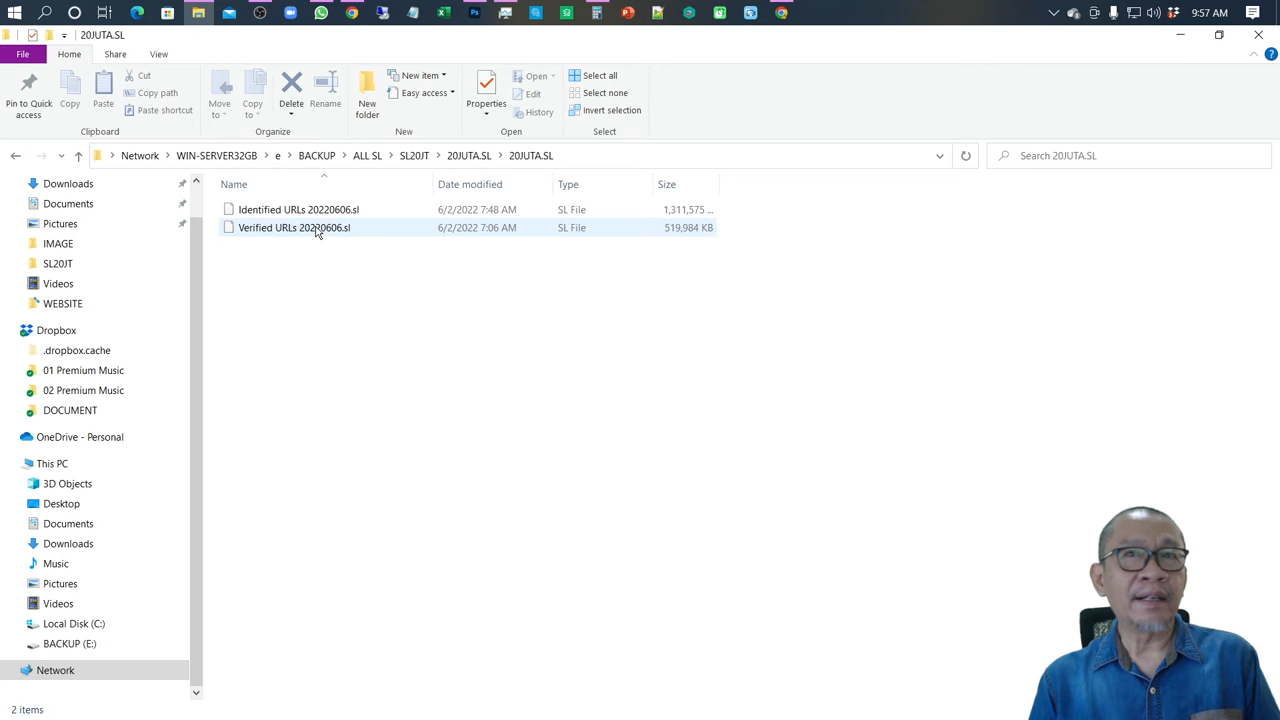 9:57 AM
20JUTA.SL
File
Home
Share
View
Pin to Quick
access
Copy
Paste
Cut
Copy path
Paste shortcut
Clipboard
Move
to
Copy
to
Delete
Rename
Organize
New
folder
New item
Easy access
New
Properties
Open
Edit
History
Open
Select all
Select none
Invert selection
Select
Network
WIN-SERVER32GB
e
BACKUP
ALL SL
SL20JT
20JUTA.SL
20JUTA.SL
Search 20JUTA.SL
Name
Date modified
Type
Size
Identified URLs 20220606.sl
6/2/2022 7:48 AM
SL File
1,311,575 ...
Verified URLs 20220606.sl
6/2/2022 7:06 AM
SL File
519,984 KB
Downloads
Documents
Pictures
IMAGE
SL20JT
Videos
WEBSITE
Dropbox
.dropbox.cache
01 Premium Music
02 Premium Music
DOCUMENT
OneDrive - Personal
This PC
3D Objects
Desktop
Documents
Downloads
Music
Pictures
Videos
Local Disk (C:)
BACKUP (E:)
Network
2 items